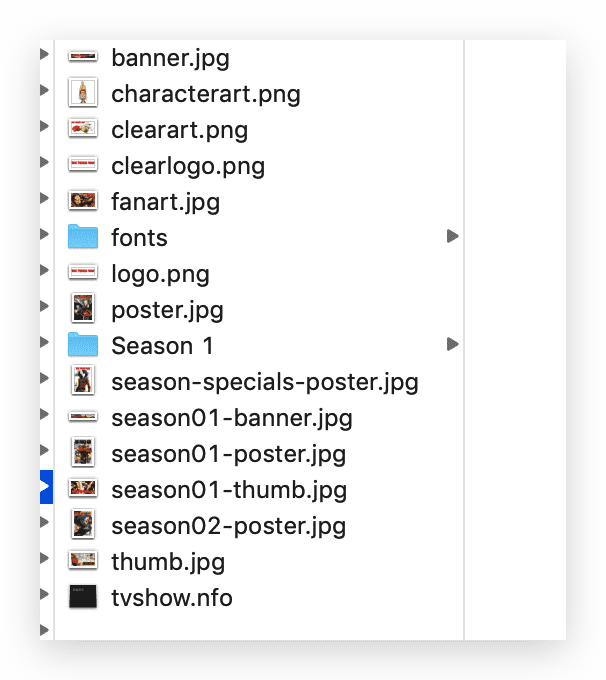 banner.jpg
characterart.png
clearart.png
clearlogo.png
fanart.jpg
fonts
logo.png
poster.jpg
Season 1
season-specials-poster.jpg
season01-banner.jpg
season01-poster.jpg
season01-thumb.jpg
season02-poster.jpg
thumb.jpg
tvshow.nfo